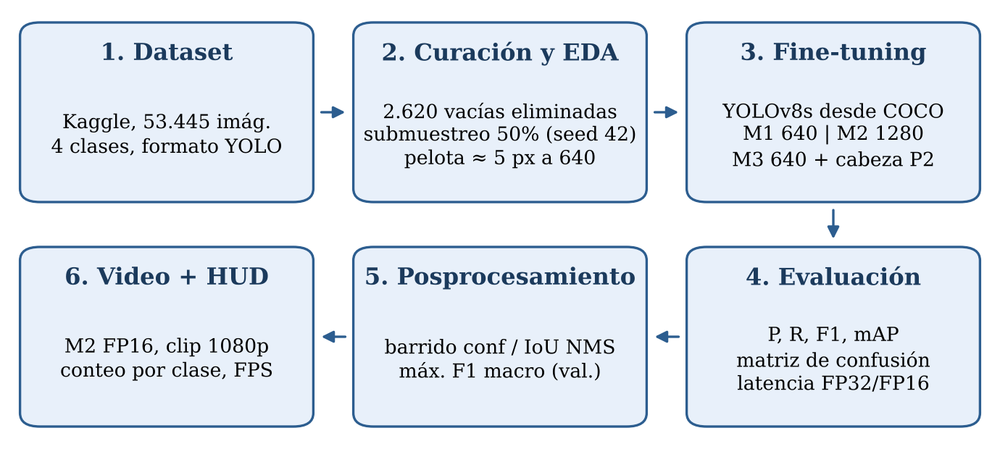 1. Dataset
Kaggle, 53.445 imág.
4 clases, formato YOLO
2. Curación y EDA
2.620 vacías eliminadas
submuestreo 50% (seed 42)
pelota ≈ 5 px a 640
3. Fine-tuning
YOLOv8s desde COCO
M1 640 | M2 1280
M3 640 + cabeza P2
4. Evaluación
P, R, F1, mAP
matriz de confusión
latencia FP32/FP16
5. Posprocesamiento
barrido conf / IoU NMS
máx. F1 macro (val.)
6. Video + HUD
M2 FP16, clip 1080p
conteo por clase, FPS